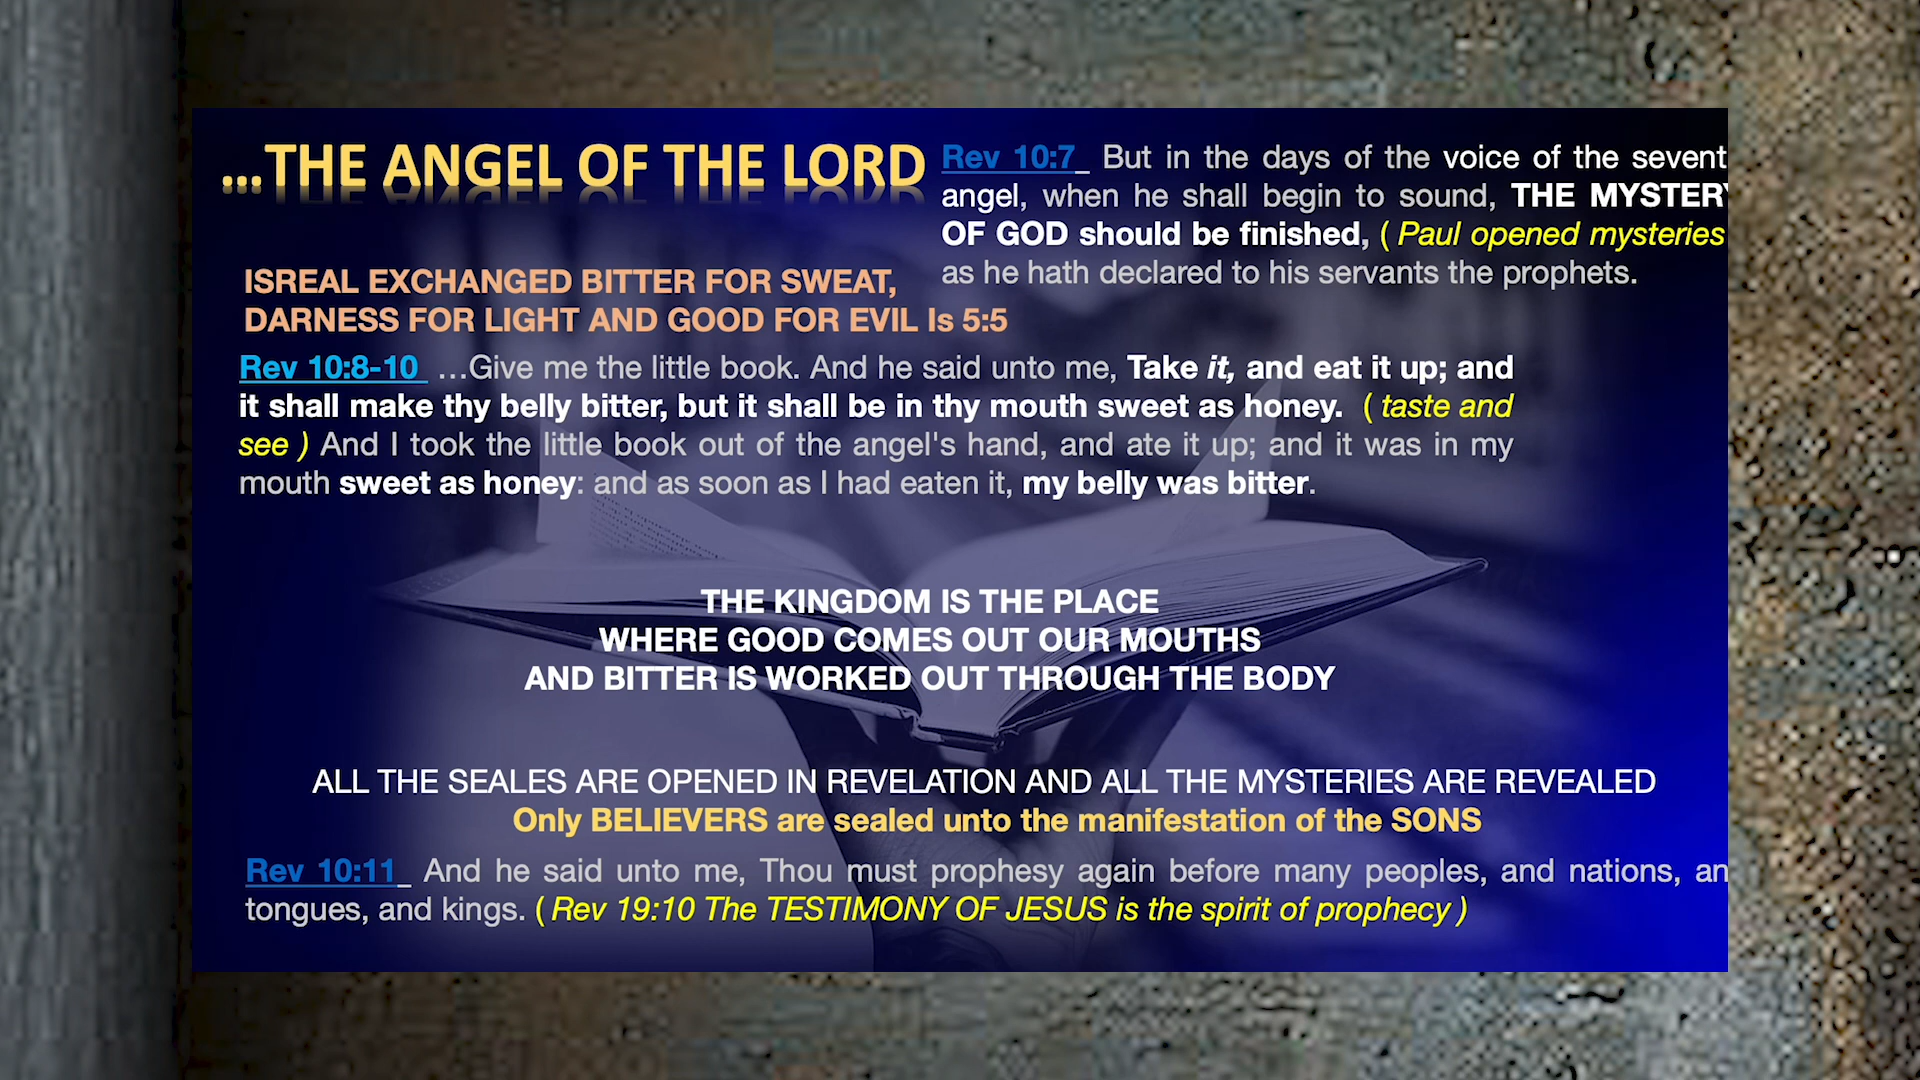 ...THE ANGEL OF THE LORD
Rev 10:7 But in the days of the voice of the sevent
angel, when he shall begin to sound, THE MYSTERY
OF GOD should be finished, ( Paul opened mysteries
as he hath declared to his servants the prophets.
ISREAL EXCHANGED BITTER FOR SWEAT,
DARNESS FOR LIGHT AND GOOD FOR EVIL Is 5:5
Rev 10:8-10 …Give me the little book. And he said unto me, Take it, and eat it up; and
it shall make thy belly bitter, but it shall be in thy mouth sweet as honey. ( taste and
see ) And I took the little book out of the angel's hand, and ate it up; and it was in my
mouth sweet as honey: and as soon as I had eaten it, my belly was bitter.
THE KINGDOM IS THE PLACE
WHERE GOOD COMES OUT OUR MOUTHS
AND BITTER IS WORKED OUT THROUGH THE BODY
ALL THE SEALES ARE OPENED IN REVELATION AND ALL THE MYSTERIES ARE REVEALED
Only BELIEVERS are sealed unto the manifestation of the SONS
Rev 10:11 And he said unto me, Thou must prophesy again before many peoples, and nations, an
tongues, and kings. ( Rev 19:10 The TESTIMONY OF JESUS is the spirit of prophecy )